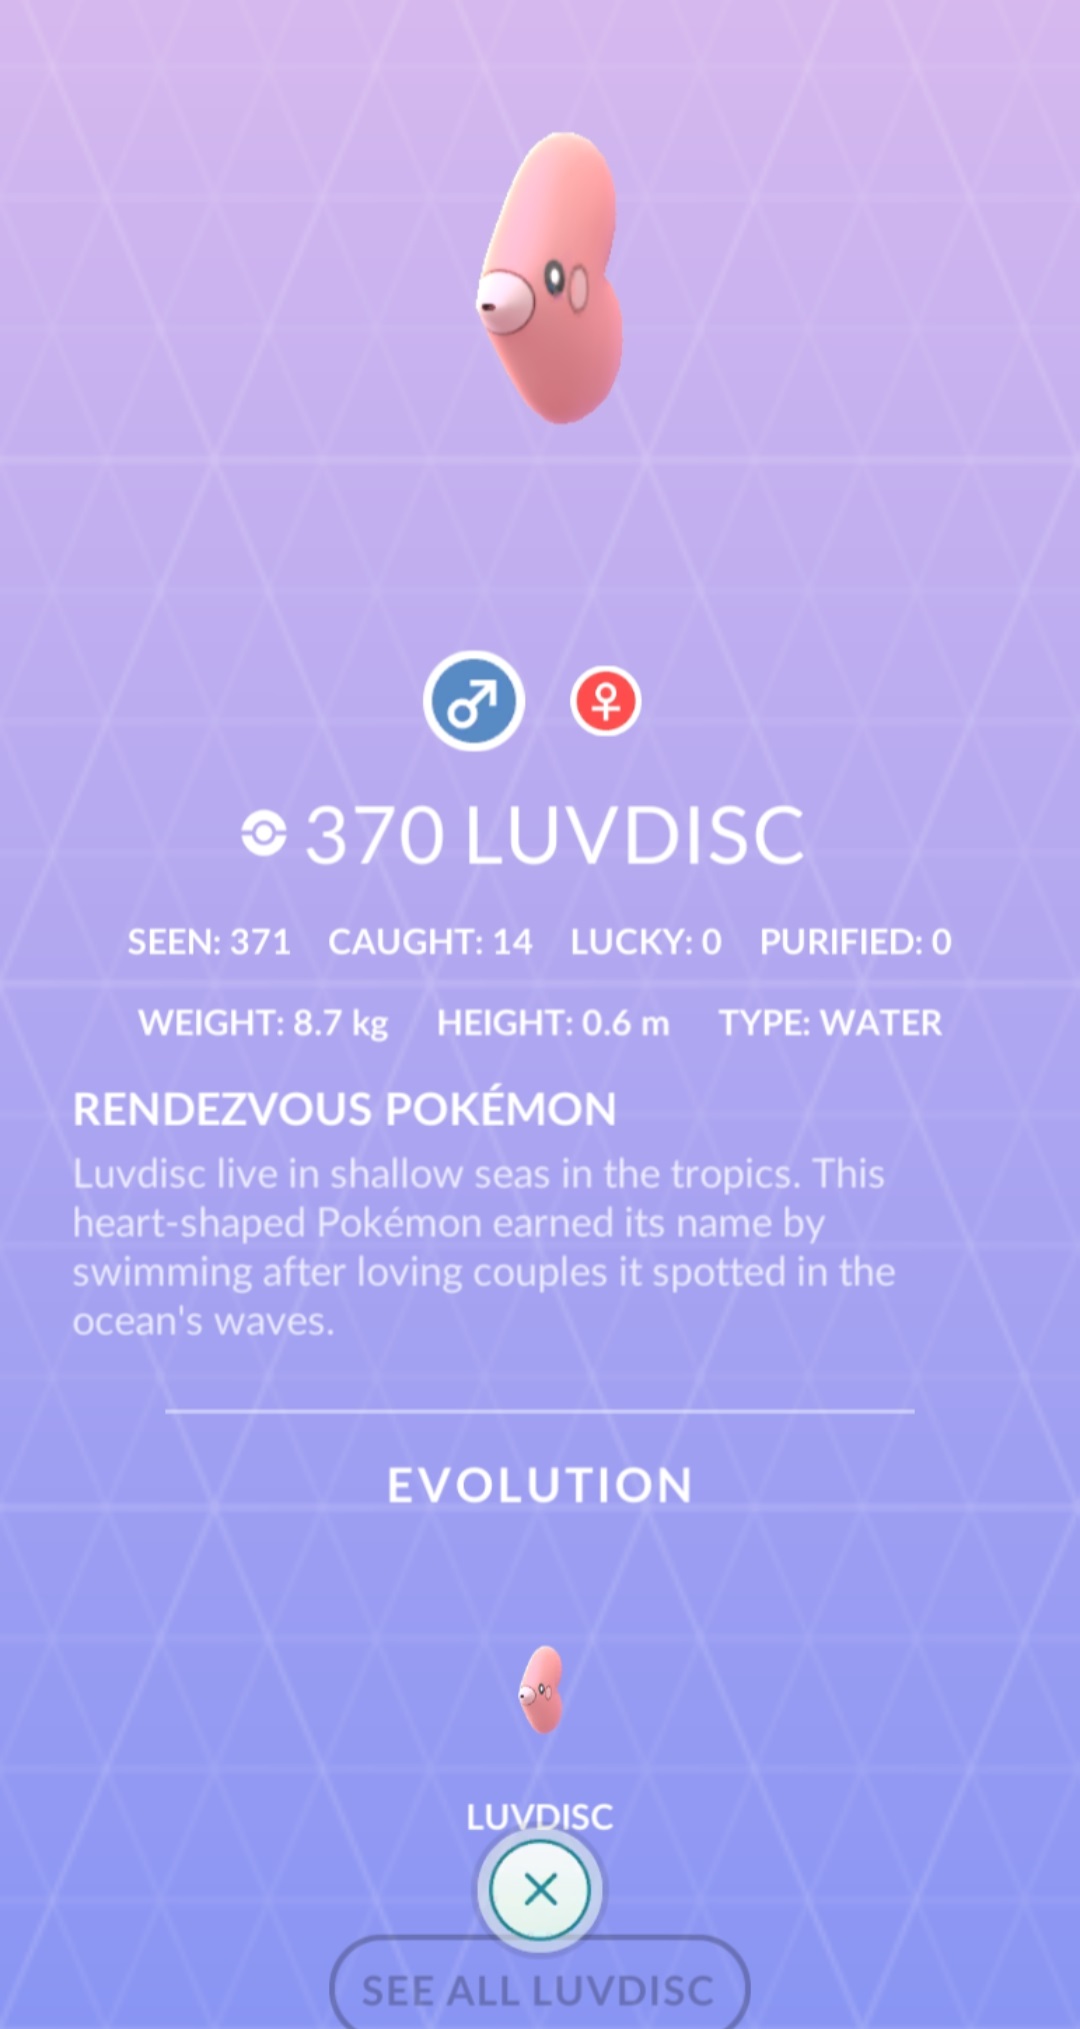 370 LUVDISC
SEEN: 371 CAUGHT: 14 LUCKY: 0 PURIFIED: 0
WEIGHT: 8.7 kg HEIGHT: 0.6 m TYPE: WATER
RENDEZVOUS POKÉMON
Luvdisc live in shallow seas in the tropics. This
heart-shaped Pokémon earned its name by
swimming after loving couples it spotted in the
ocean's waves.
EVOLUTION
LUVDISC
SEE ALL LUVDISC